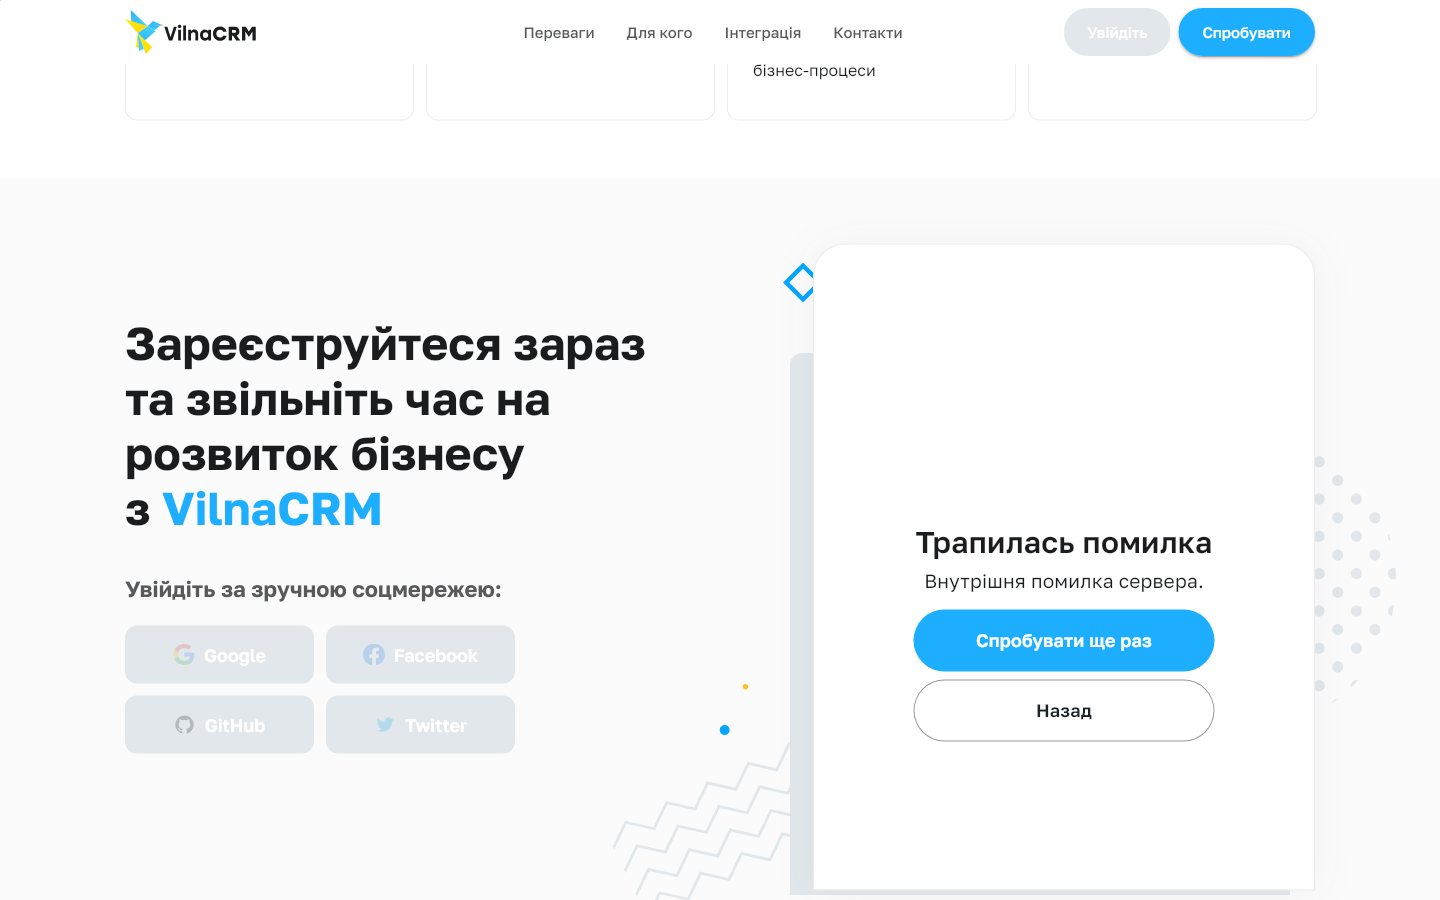 VilnaCRM
Переваги
Для кого
Інтеграція
Контакти
Увійдіть
Спробувати
бізнес-процеси
Зареєструйтеся зараз
та звільніть час на
розвиток бізнесу
з VilnaCRM
Увійдіть за зручною соцмережею:
Google
Facebook
GitHub
Twitter
Трапилась помилка
Внутрішня помилка сервера.
Спробувати ще раз
Назад